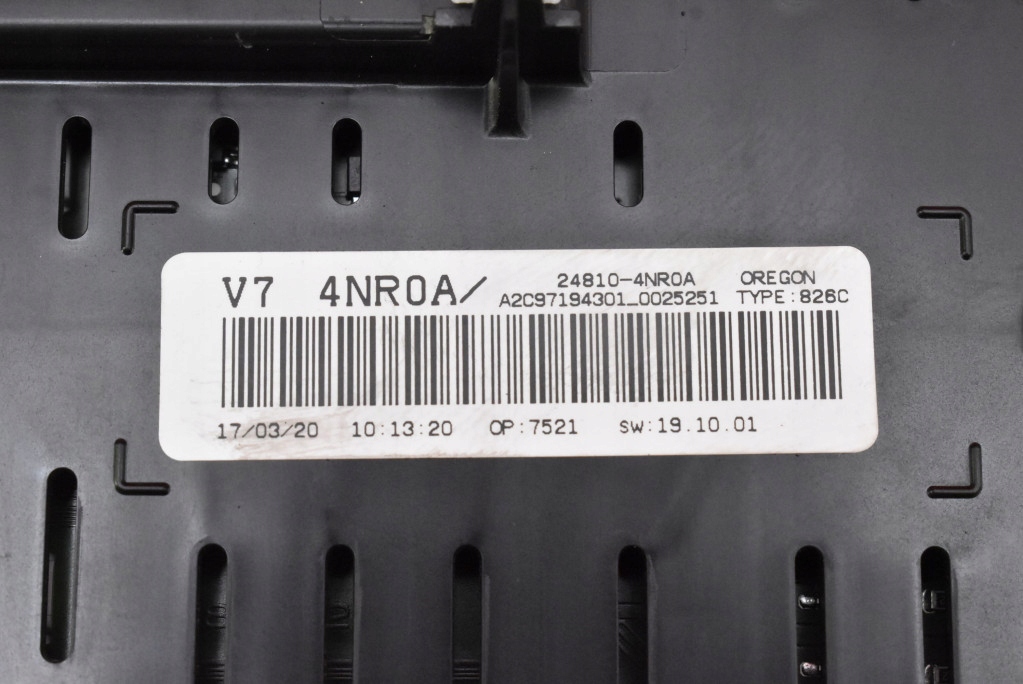 V7 4NR0A/ 24810-4NR0A OREGON
A2C97194301_0025251 TYPE:826C
17/03/20 10:13:20 OP:7521 SW:19.10.01